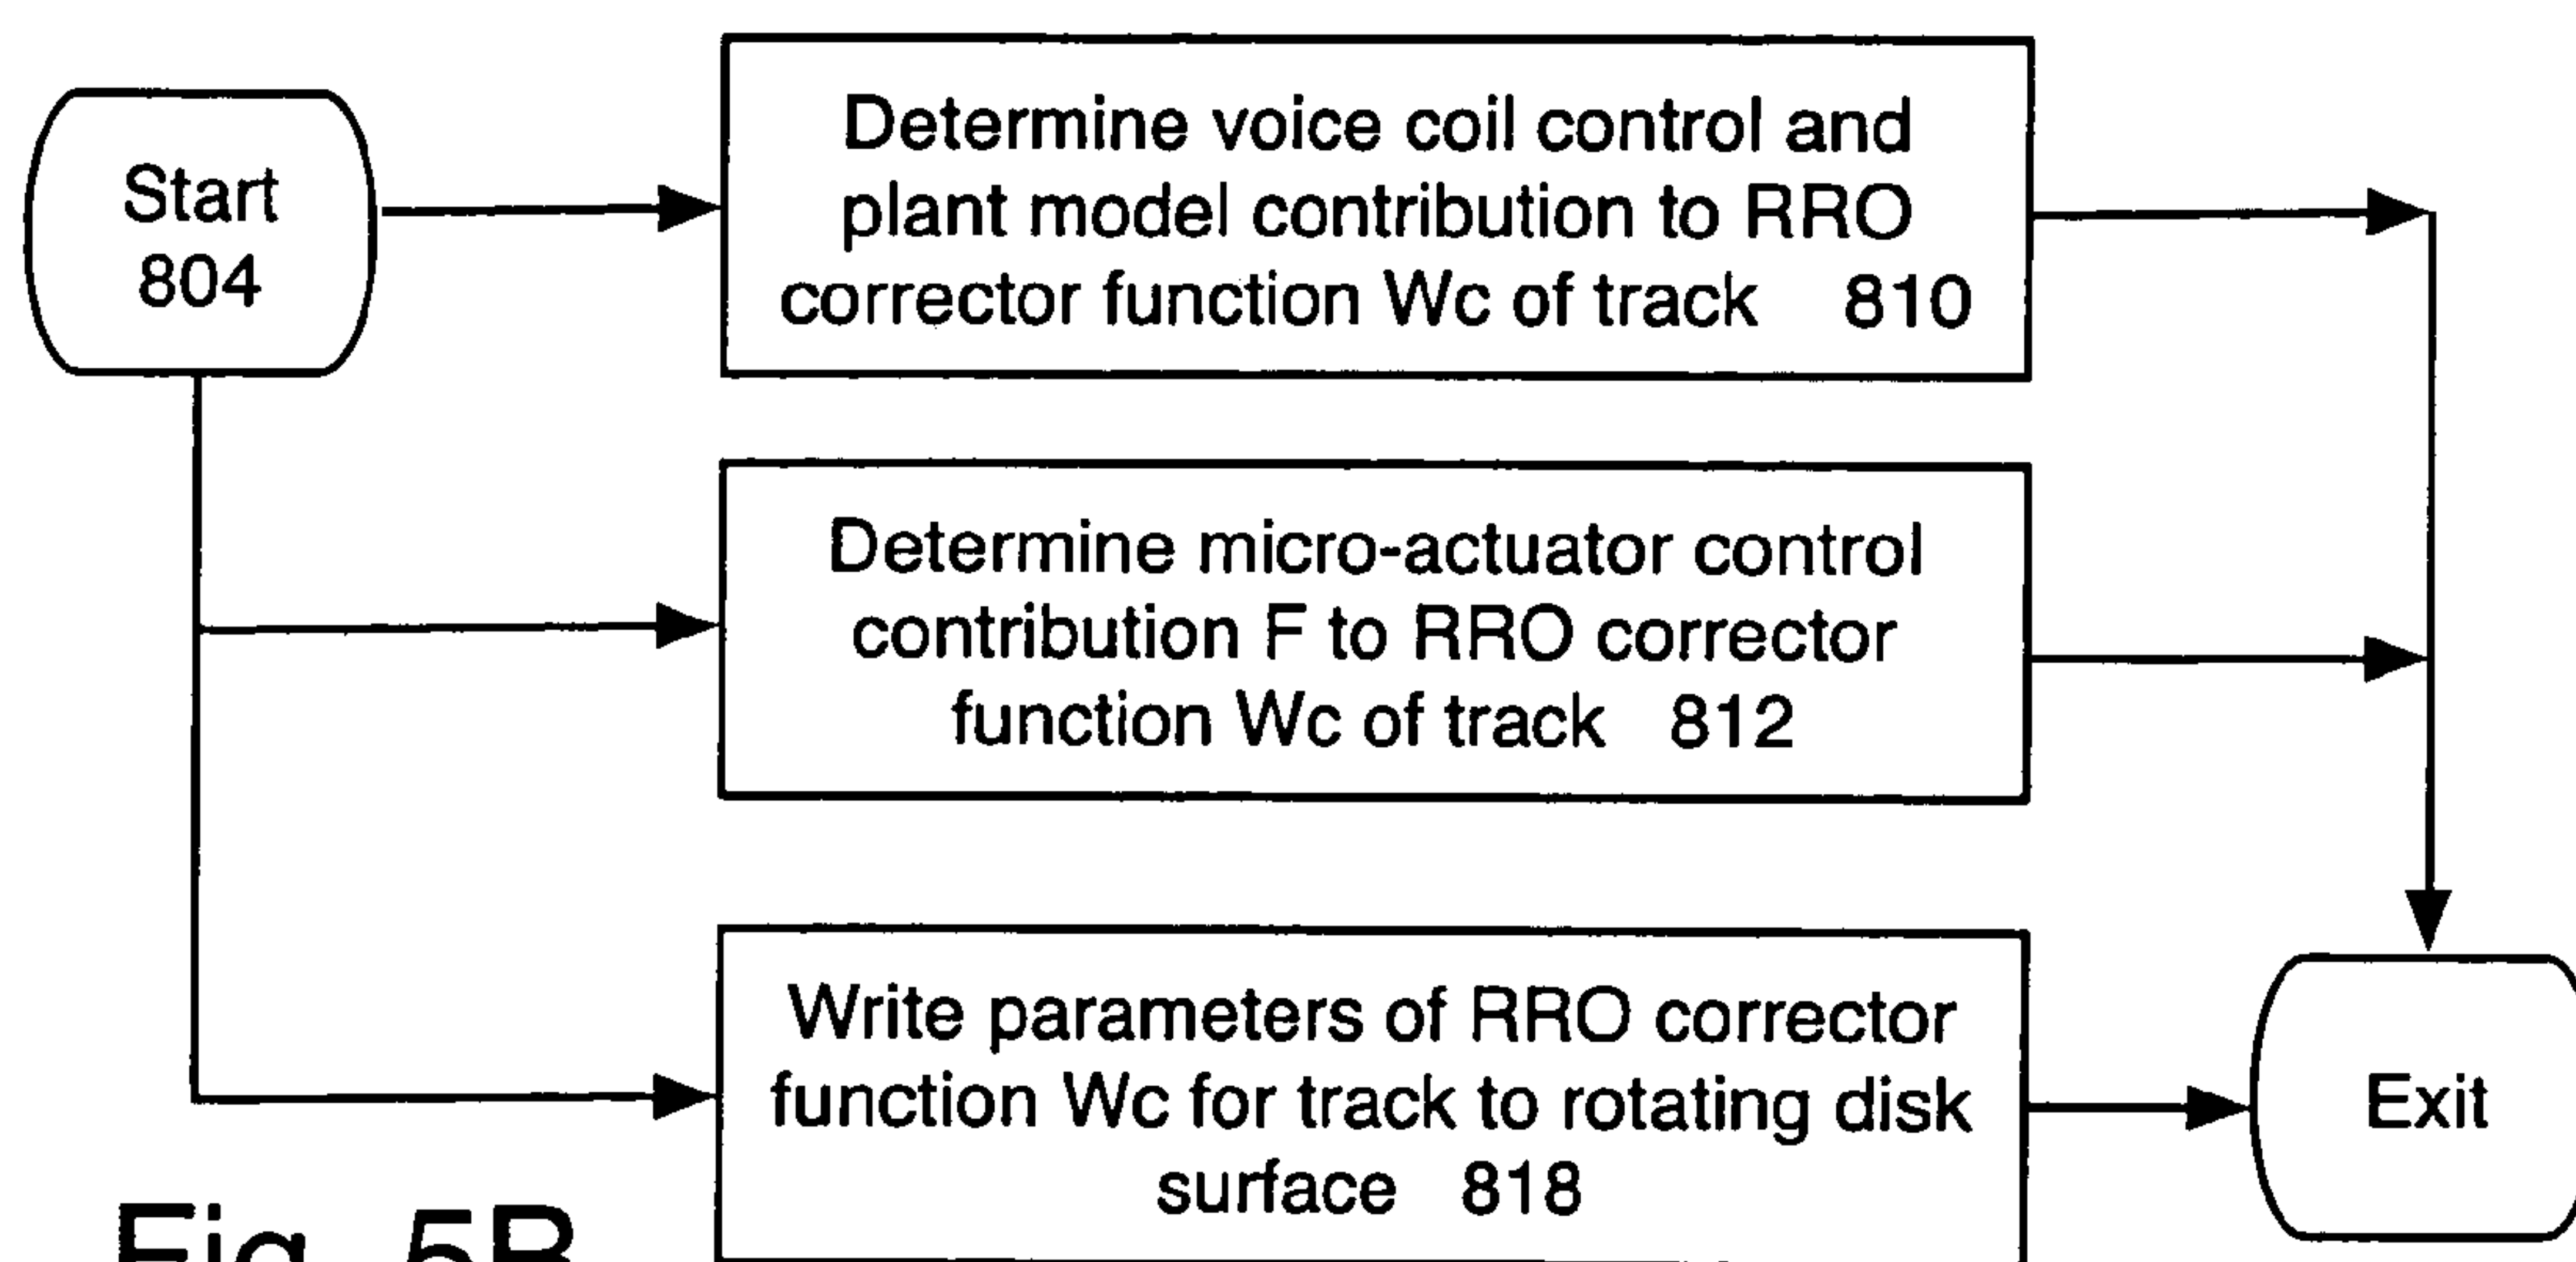 Start
804
Determine voice coil control and
plant model contribution to RRO
corrector function Wc of track 810
Determine micro-actuator control
contribution F to RRO corrector
function Wc of track 812
Write parameters of RRO corrector
function Wc for track to rotating disk
surface 818
Exit
Fig. 5B